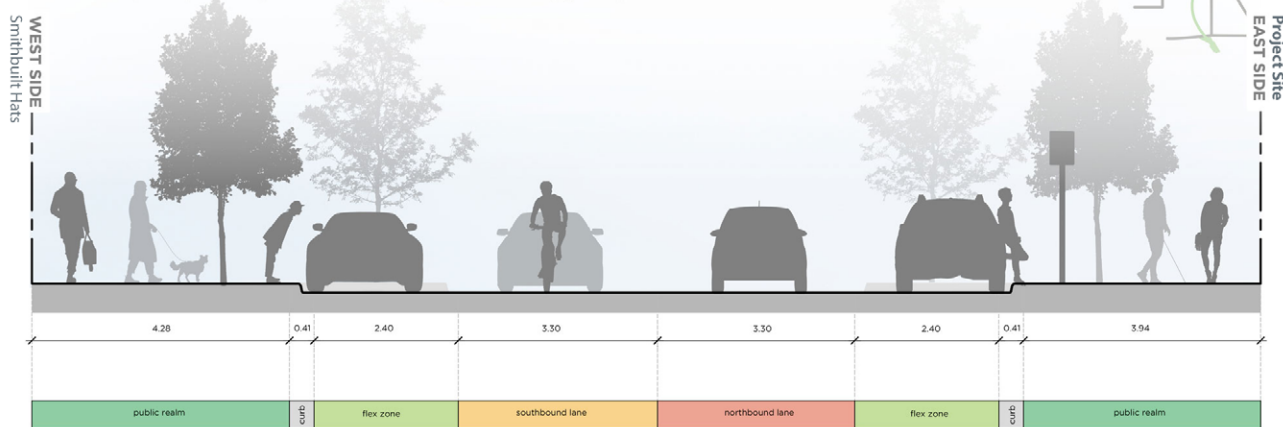 WEST SIDE
Smithbuilt Hats
Project Site
EAST SIDE
4.28 0.41 2.40 3.30 3.30 2.40 0.41 3.94
public realm curb flex zone southbound lane northbound lane flex zone curb public realm